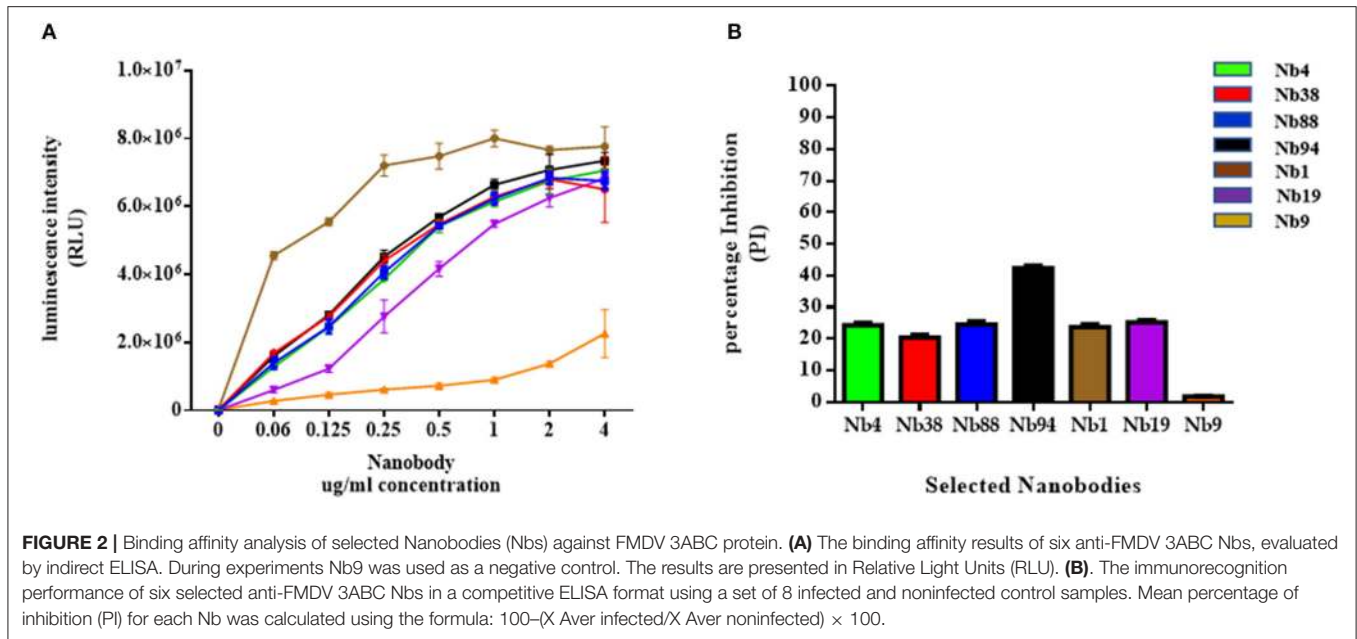 A
1.0×10⁷
8.0×10⁶
6.0×10⁶
4.0×10⁶
2.0×10⁶
0
luminescence intensity
(RLU)
0 0.06 0.125 0.25 0.5 1 2 4
Nanobody
ug/ml concentration
B
100
90
80
70
60
50
40
30
20
10
0
percentage Inhibition
(PI)
Nb4 Nb38 Nb88 Nb94 Nb1 Nb19 Nb9
Selected Nanobodies
Nb4
Nb38
Nb88
Nb94
Nb1
Nb19
Nb9
FIGURE 2 | Binding affinity analysis of selected Nanobodies (Nbs) against FMDV 3ABC protein. (A) The binding affinity results of six anti-FMDV 3ABC Nbs, evaluated
by indirect ELISA. During experiments Nb9 was used as a negative control. The results are presented in Relative Light Units (RLU). (B). The immunorecognition
performance of six selected anti-FMDV 3ABC Nbs in a competitive ELISA format using a set of 8 infected and noninfected control samples. Mean percentage of
inhibition (PI) for each Nb was calculated using the formula: 100–(X Aver infected/X Aver noninfected) × 100.